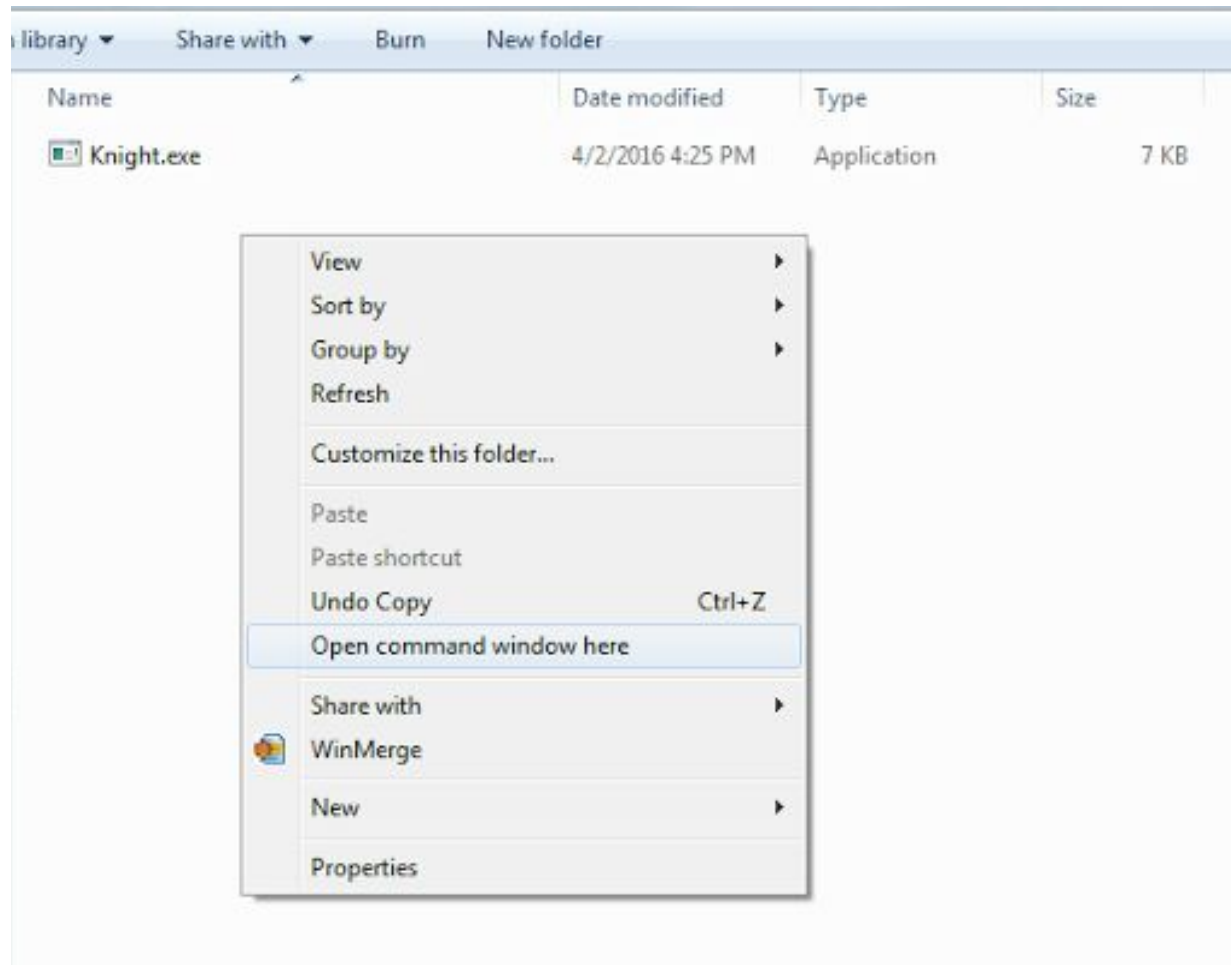 library Share with Burn New folder
Name Date modified Type Size
Knight.exe 4/2/2016 4:25 PM Application 7 KB
View
Sort by
Group by
Refresh
Customize this folder...
Paste
Paste shortcut
Undo Copy Ctrl+Z
Open command window here
Share with
WinMerge
New
Properties